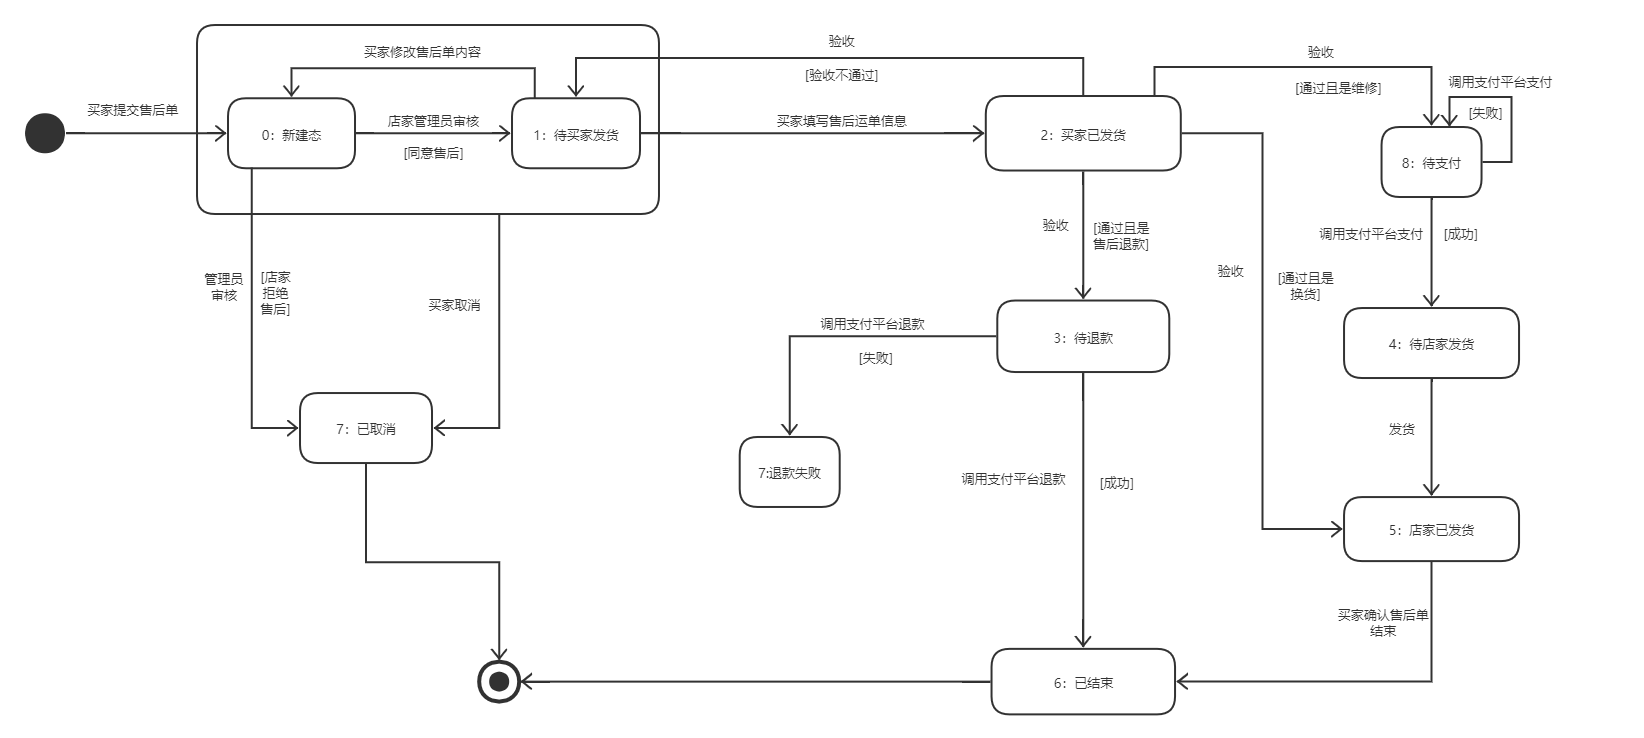 买家修改售后单内容
验收
验收
[验收不通过]
[通过且是维修]
调用支付平台支付
[失败]
买家提交售后单
店家管理员审核
[同意售后]
买家填写售后运单信息
0：新建态
1：待买家发货
2：买家已发货
8：待支付
管理员
审核
[店家
拒绝
售后]
买家取消
验收
[通过且是
售后退款]
验收
[通过且是
换货]
调用支付平台支付
[成功]
调用支付平台退款
[失败]
3：待退款
4：待店家发货
7：已取消
7:退款失败
发货
调用支付平台退款
[成功]
5：店家已发货
买家确认售后单
结束
6：已结束